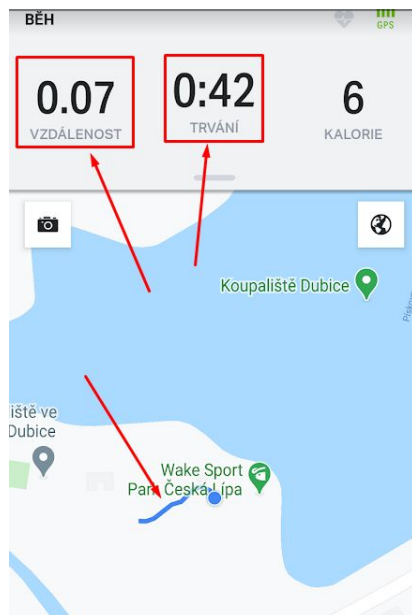 BĚH
GPS
0.07
VZDÁLENOST
0:42
TRVÁNÍ
6
KALORIE
Koupaliště Dubice
iště ve
Dubice
Wake Sport
Park Česká Lípa